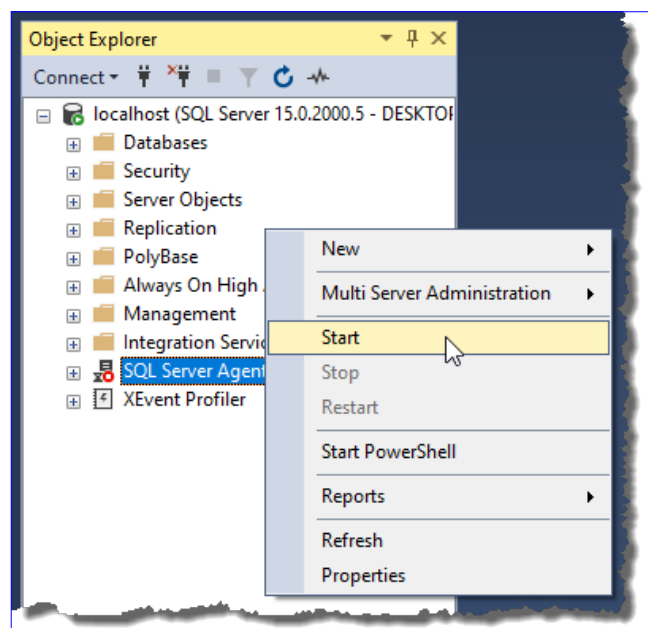 Object Explorer
Connect
localhost (SQL Server 15.0.2000.5 - DESKTOP
Databases
Security
Server Objects
Replication
PolyBase
Always On High
Management
Integration Servic
SQL Server Agent
XEvent Profiler
New
Multi Server Administration
Start
Stop
Restart
Start PowerShell
Reports
Refresh
Properties